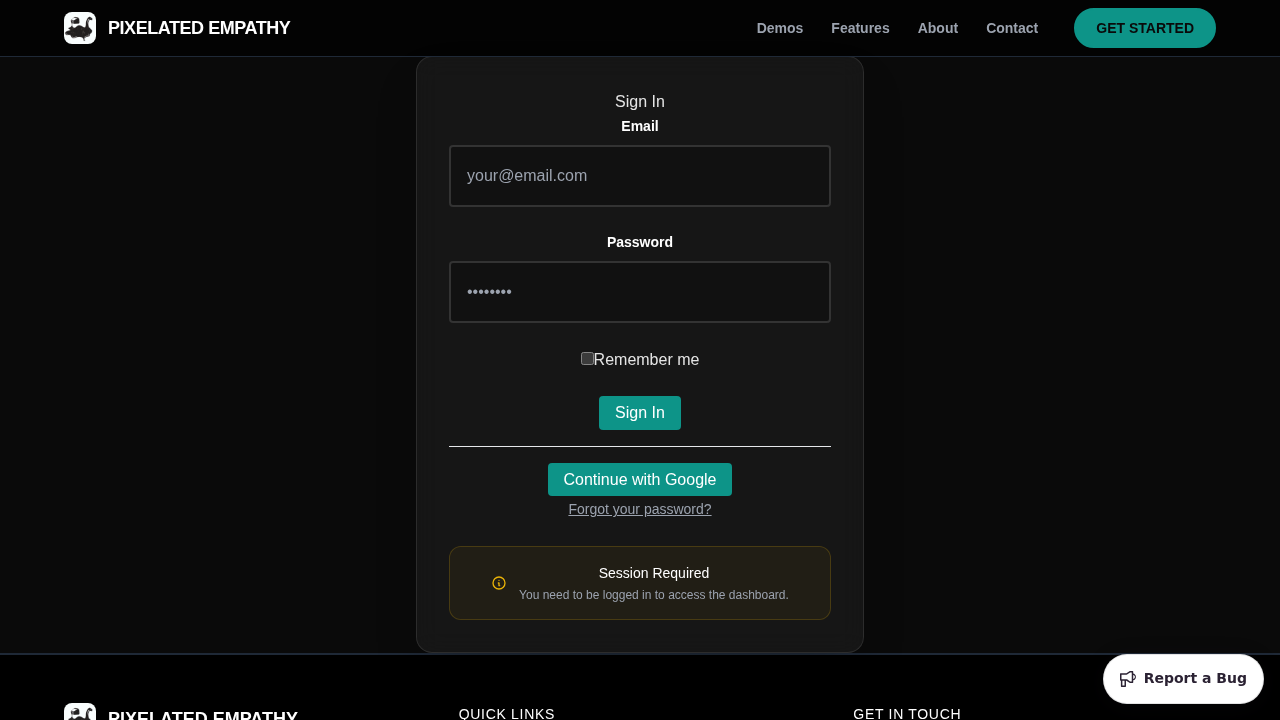 PIXELATED EMPATHY
Demos
Features
About
Contact
GET STARTED
Sign In
Email
your@email.com
Password
••••••••
Remember me
Sign In
Continue with Google
Forgot your password?
Session Required
You need to be logged in to access the dashboard.
Report a Bug
PIXELATED EMPATHY
QUICK LINKS
GET IN TOUCH